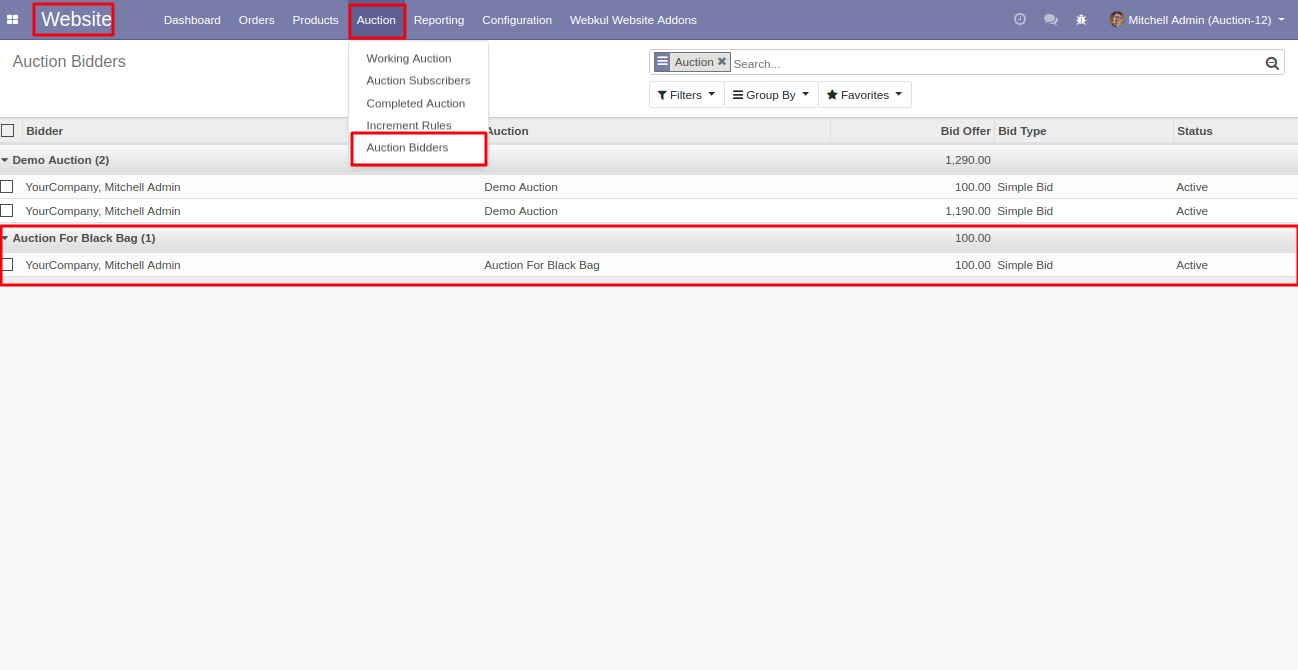 Website Dashboard Orders Products Auction Reporting Configuration Webkul Website Addons Mitchell Admin (Auction-12)
Auction Bidders
Working Auction
Auction Subscribers
Completed Auction
Increment Rules
Auction Bidders
Auction Search...
Filters Group By Favorites
Bidder Auction Bid Offer Bid Type Status
Demo Auction (2) 1,290.00
YourCompany, Mitchell Admin Demo Auction 100.00 Simple Bid Active
YourCompany, Mitchell Admin Demo Auction 1,190.00 Simple Bid Active
Auction For Black Bag (1) 100.00
YourCompany, Mitchell Admin Auction For Black Bag 100.00 Simple Bid Active